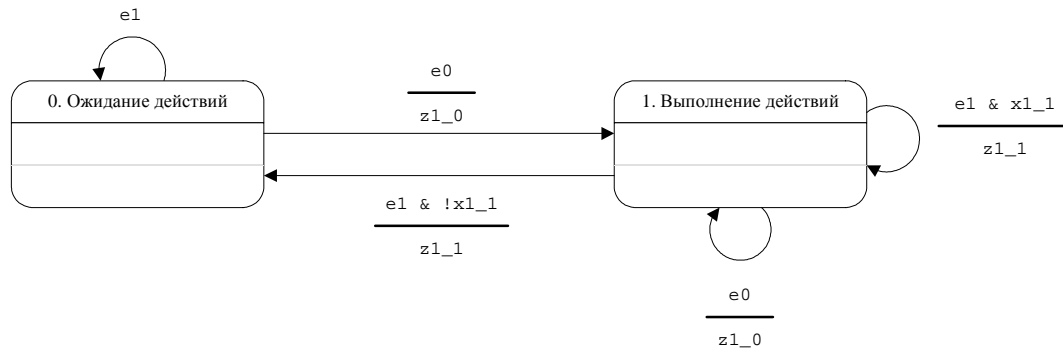 e1
0. Ожидание действий
e0
z1_0
1. Выполнение действий
e1 & x1_1
z1_1
e1 & !x1_1
z1_1
e0
z1_0